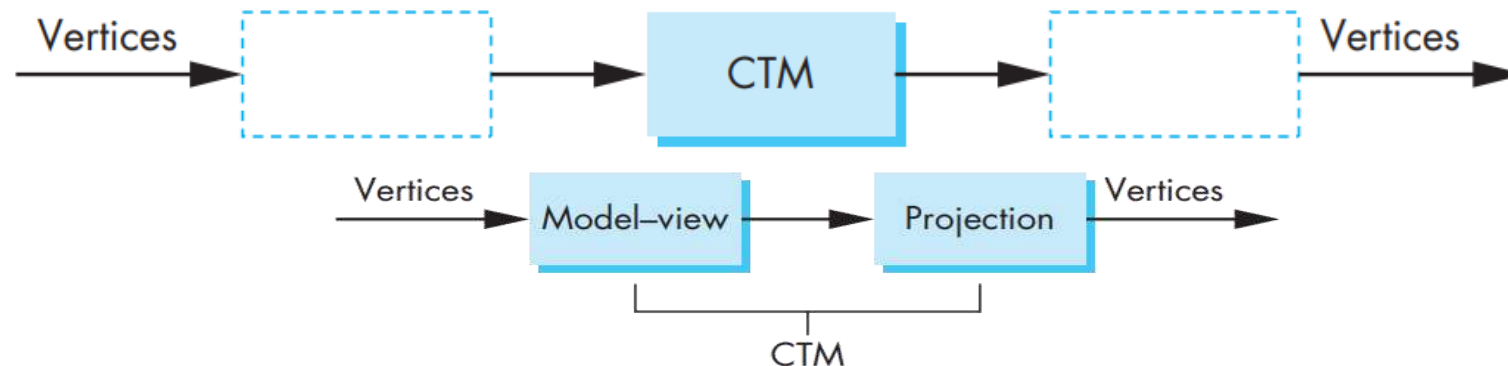 Vertices
CTM
Vertices
Vertices
Model–view
Projection
Vertices
CTM